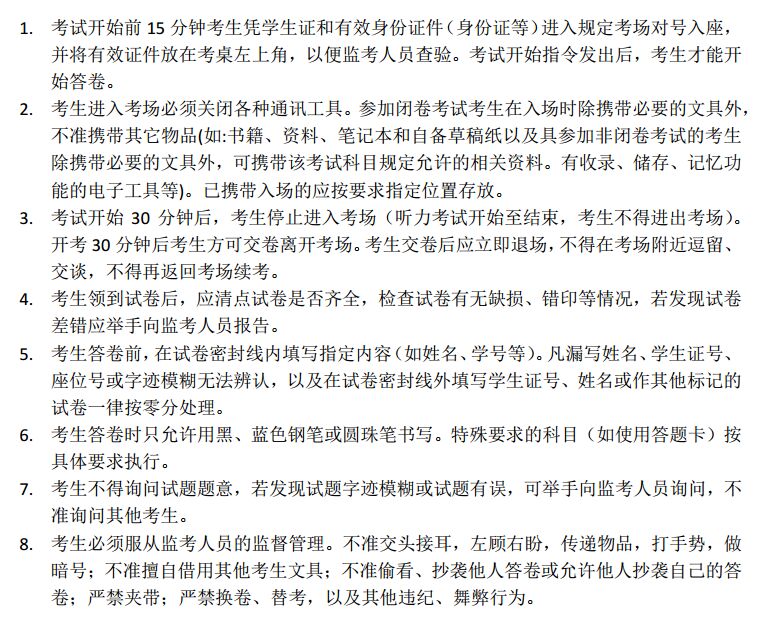 1. 考试开始前 15 分钟考生凭学生证和有效身份证件（身份证等）进入规定考场对号入座，
并将有效证件放在考桌左上角，以便监考人员查验。考试开始指令发出后，考生才能开
始答卷。
2. 考生进入考场必须关闭各种通讯工具。参加闭卷考试考生在入场时除携带必要的文具外，
不准携带其它物品(如:书籍、资料、笔记本和自备草稿纸以及具参加非闭卷考试的考生
除携带必要的文具外，可携带该考试科目规定允许的相关资料。有收录、储存、记忆功
能的电子工具等)。已携带入场的应按要求指定位置存放。
3. 考试开始 30 分钟后，考生停止进入考场（听力考试开始至结束，考生不得进出考场）。
开考 30 分钟后考生方可交卷离开考场。考生交卷后应立即退场，不得在考场附近逗留、
交谈，不得再返回考场续考。
4. 考生领到试卷后，应清点试卷是否齐全，检查试卷有无缺损、错印等情况，若发现试卷
差错应举手向监考人员报告。
5. 考生答卷前，在试卷密封线内填写指定内容（如姓名、学号等）。凡漏写姓名、学生证号、
座位号或字迹模糊无法辨认，以及在试卷密封线外填写学生证号、姓名或作其他标记的
试卷一律按零分处理。
6. 考生答卷时只允许用黑、蓝色钢笔或圆珠笔书写。特殊要求的科目（如使用答题卡）按
具体要求执行。
7. 考生不得询问试题题意，若发现试题字迹模糊或试题有误，可举手向监考人员询问，不
准询问其他考生。
8. 考生必须服从监考人员的监督管理。不准交头接耳，左顾右盼，传递物品，打手势，做
暗号；不准擅自借用其他考生文具；不准偷看、抄袭他人答卷或允许他人抄袭自己的答
卷；严禁夹带；严禁换卷、替考，以及其他违纪、舞弊行为。